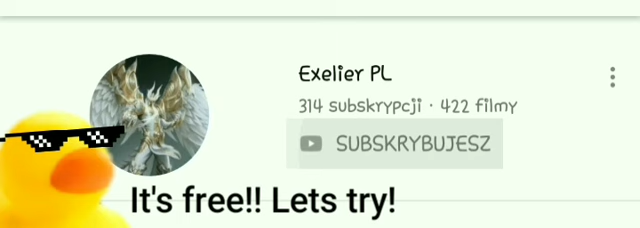 Exelier PL
314 subskrypcji · 422 filmy
SUBSKRYBUJESZ
It's free!! Lets try!